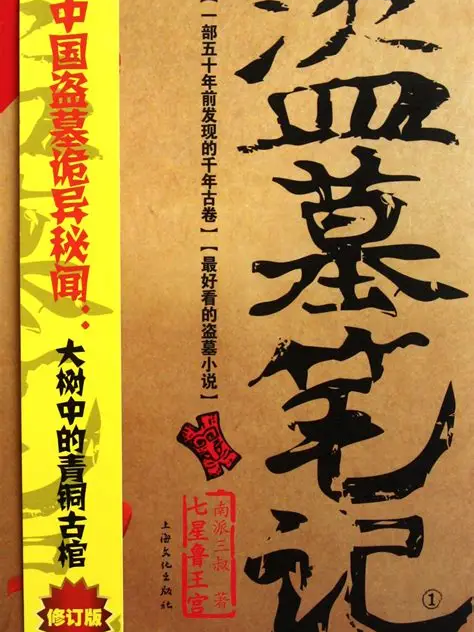 盗墓笔记
①
【一部五十年前发现的千年古卷】【最好看的盗墓小说】
南派三叔 著
七星鲁王宫
上海文化出版社
中国盗墓诡异秘闻：
大树中的青铜古棺
修订版